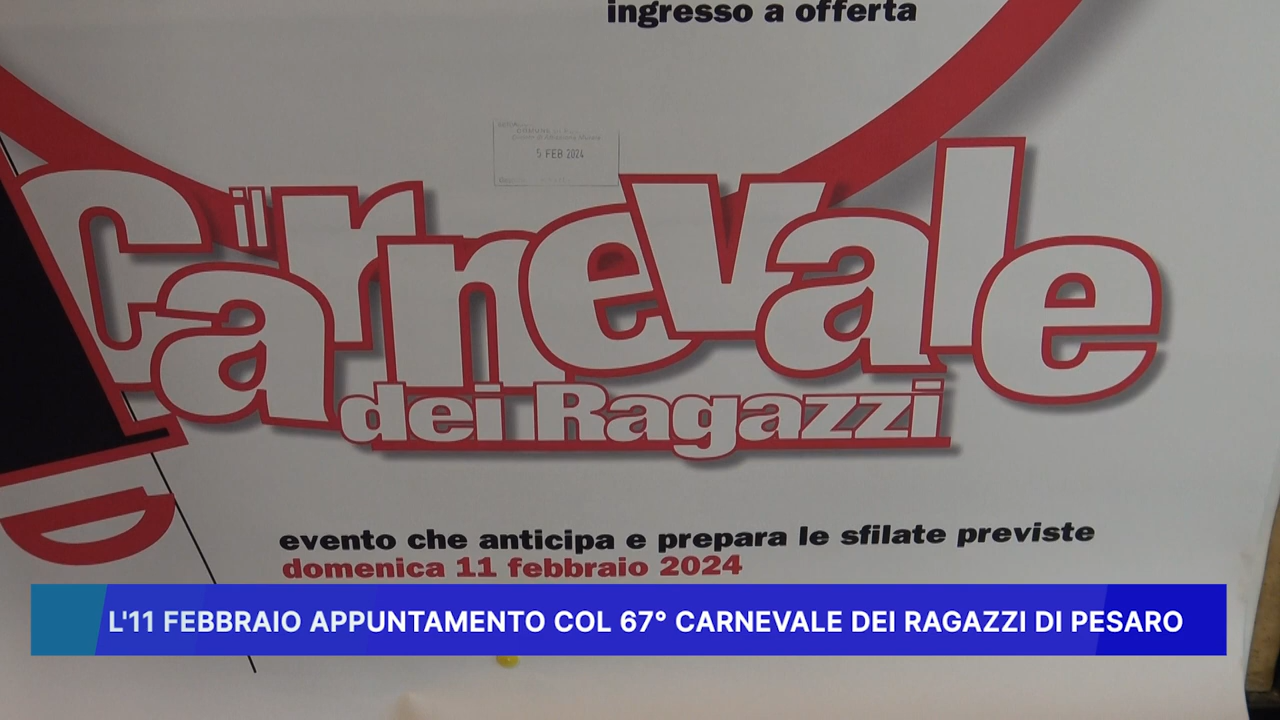 ingresso a offerta
COMUNE
5 FEB 2024
il
Carnevale
dei Ragazzi
evento che anticipa e prepara le sfilate previste
domenica 11 febbraio 2024
L'11 FEBBRAIO APPUNTAMENTO COL 67° CARNEVALE DEI RAGAZZI DI PESARO